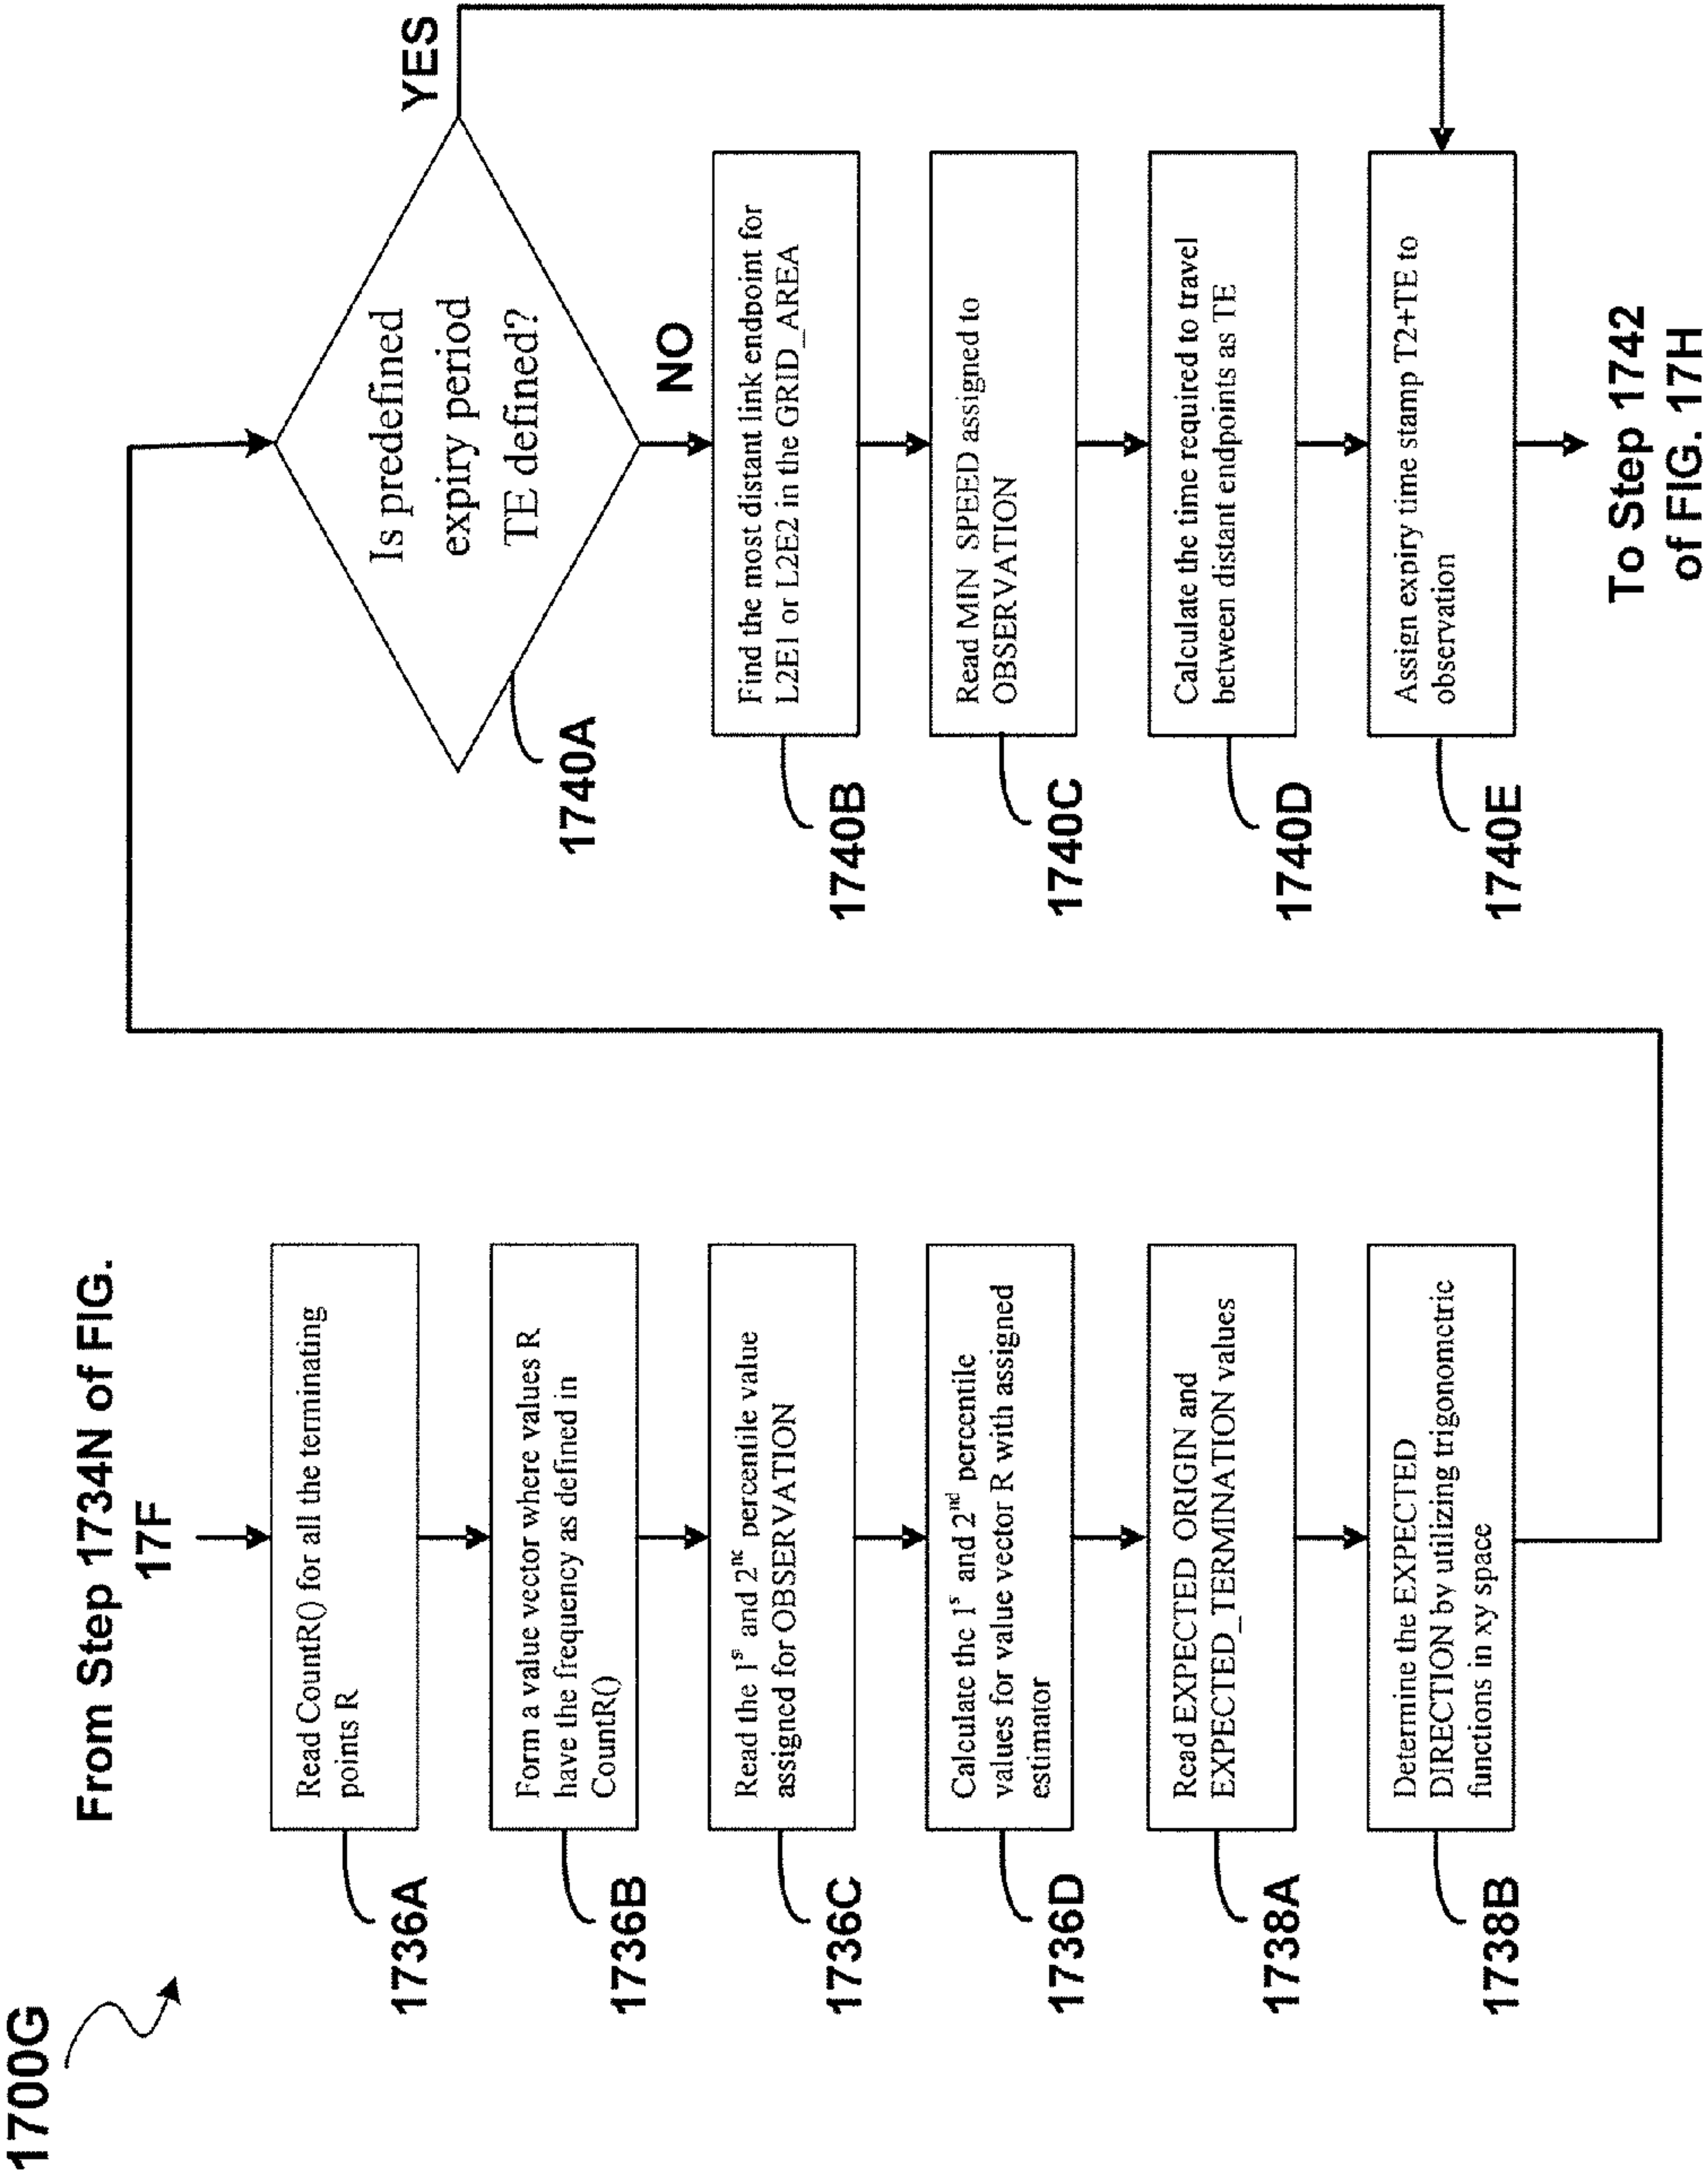 1700G
From Step 1734N of FIG.
17F
Read CountR() for all the terminating
points R
1736A
Form a value vector where values R
have the frequency as defined in
CountR()
1736B
Read the 1st and 2nc percentile value
assigned for OBSERVATION
1736C
Calculate the 1s and 2nd percentile
values for value vector R with assigned
estimator
1736D
Read EXPECTED ORIGIN and
EXPECTED_TERMINATION values
1738A
Determine the EXPECTED
DIRECTION by utilizing trigonometric
functions in xy space
1738B
Is predefined
expiry period
TE defined?
YES
NO
1740A
Find the most distant link endpoint for
L2E1 or L2E2 in the GRID_AREA
1740B
Read MIN SPEED assigned to
OBSERVATION
1740C
Calculate the time required to travel
between distant endpoints as TE
1740D
Assign expiry time stamp T2+TE to
observation
1740E
To Step 1742
of FIG. 17H